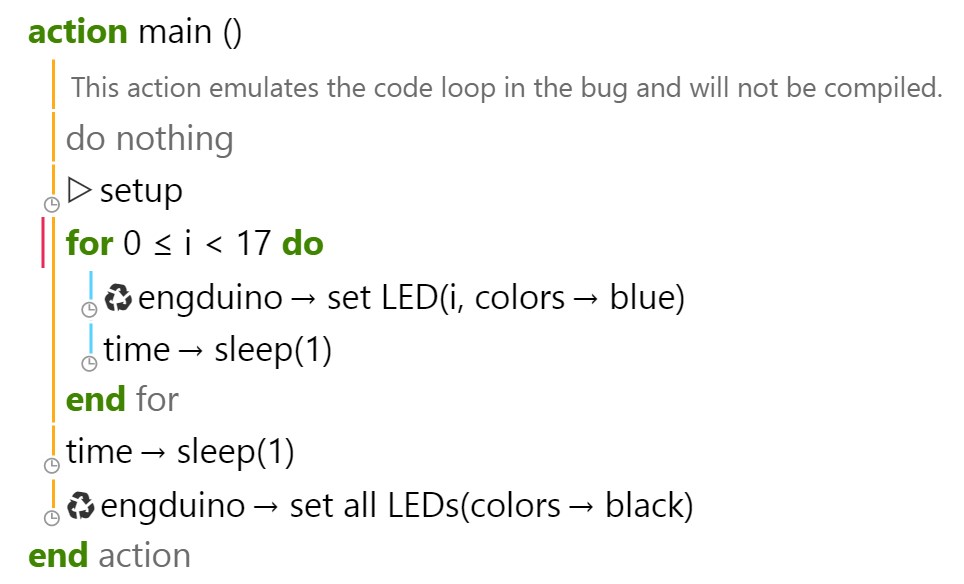 action main ()
This action emulates the code loop in the bug and will not be compiled.
do nothing
▷ setup
for 0 ≤ i < 17 do
♻ engduino → set LED(i, colors → blue)
time → sleep(1)
end for
time → sleep(1)
♻ engduino → set all LEDs(colors → black)
end action